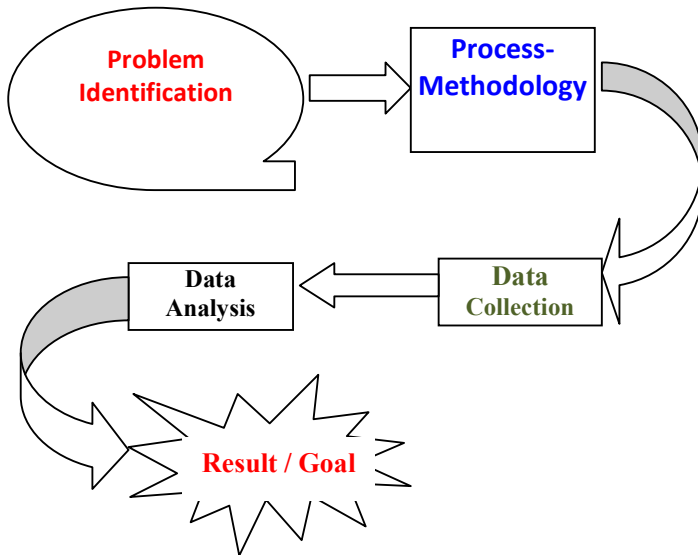 Problem
Identification
Process-
Methodology
Data
Collection
Data
Analysis
Result / Goal